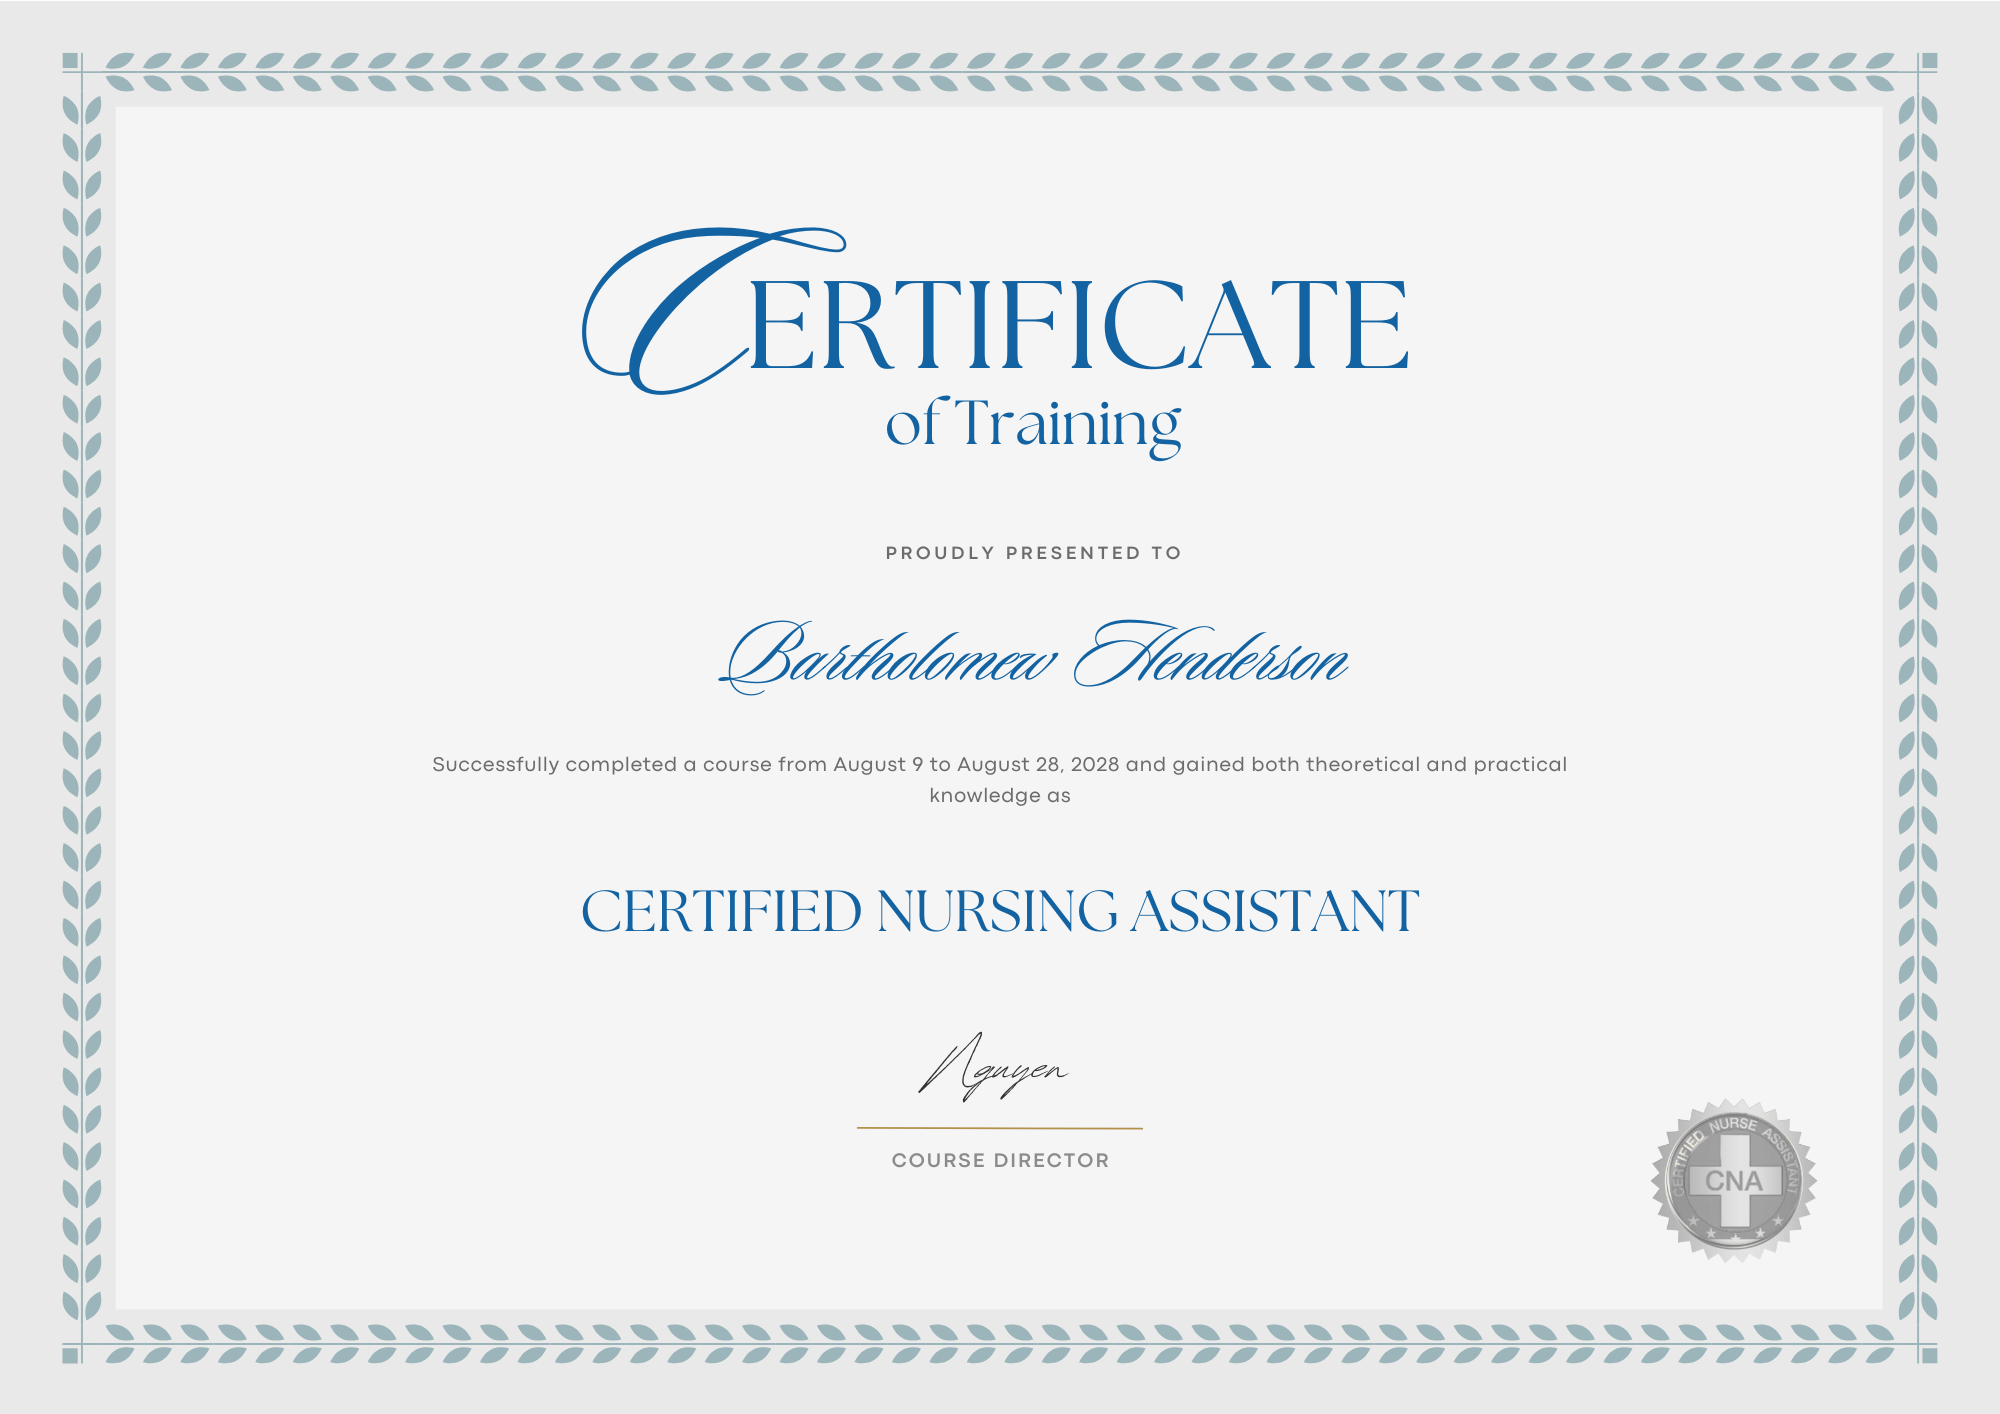 CERTIFICATE
of Training
PROUDLY PRESENTED TO
Bartholomew Henderson
Successfully completed a course from August 9 to August 28, 2028 and gained both theoretical and practical
knowledge as
CERTIFIED NURSING ASSISTANT
Nguyen
COURSE DIRECTOR
CERTIFIED NURSE ASSISTANT
CNA